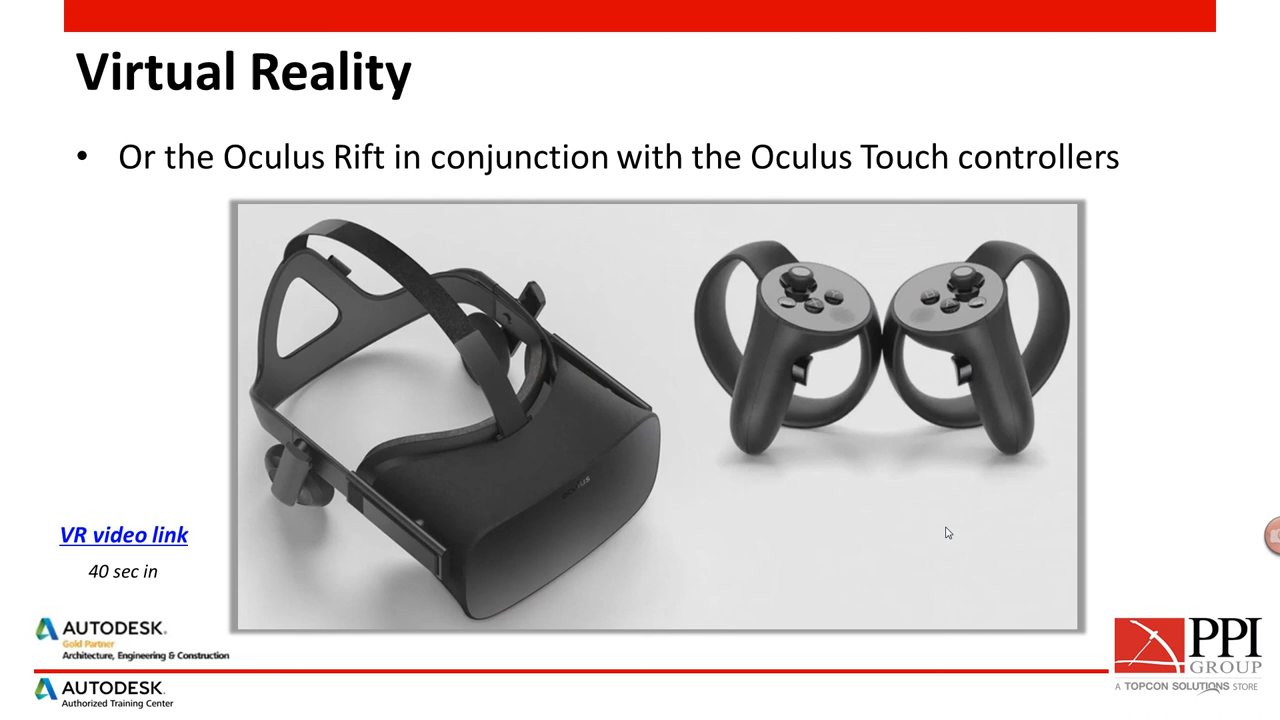 Virtual Reality
• Or the Oculus Rift in conjunction with the Oculus Touch controllers
oculus
VR video link
40 sec in
AUTODESK.
Gold Partner
Architecture, Engineering & Construction
AUTODESK.
Authorized Training Center
PPI
GROUP
A TOPCON SOLUTIONS STORE